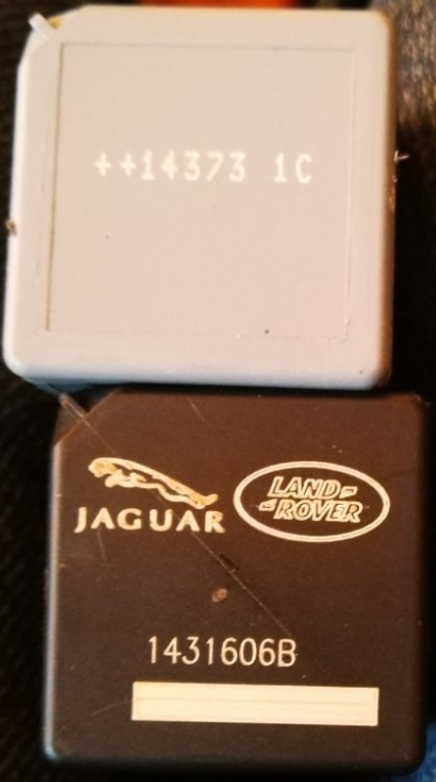 ++14373 1C
JAGUAR
LAND-
-ROVER
1431606B